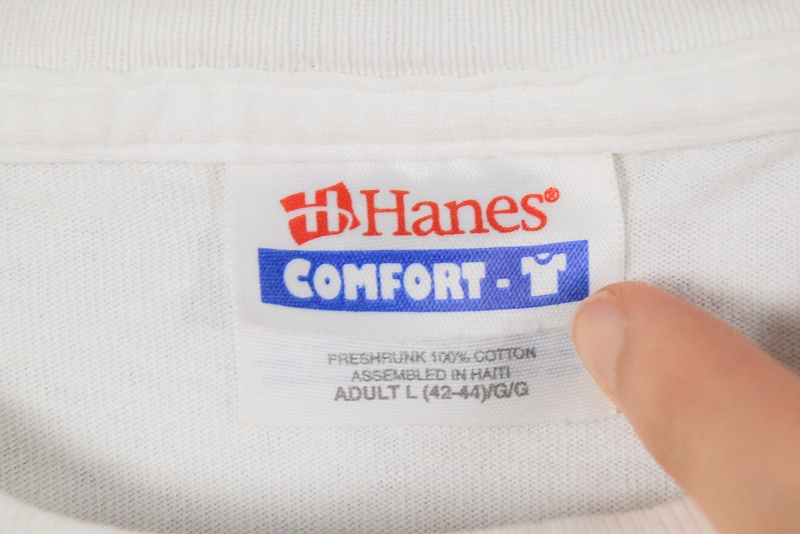 Hanes®
COMFORT -
PRESHRUNK 100% COTTON
ASSEMBLED IN HAITI
ADULT L (42-44)/G/G